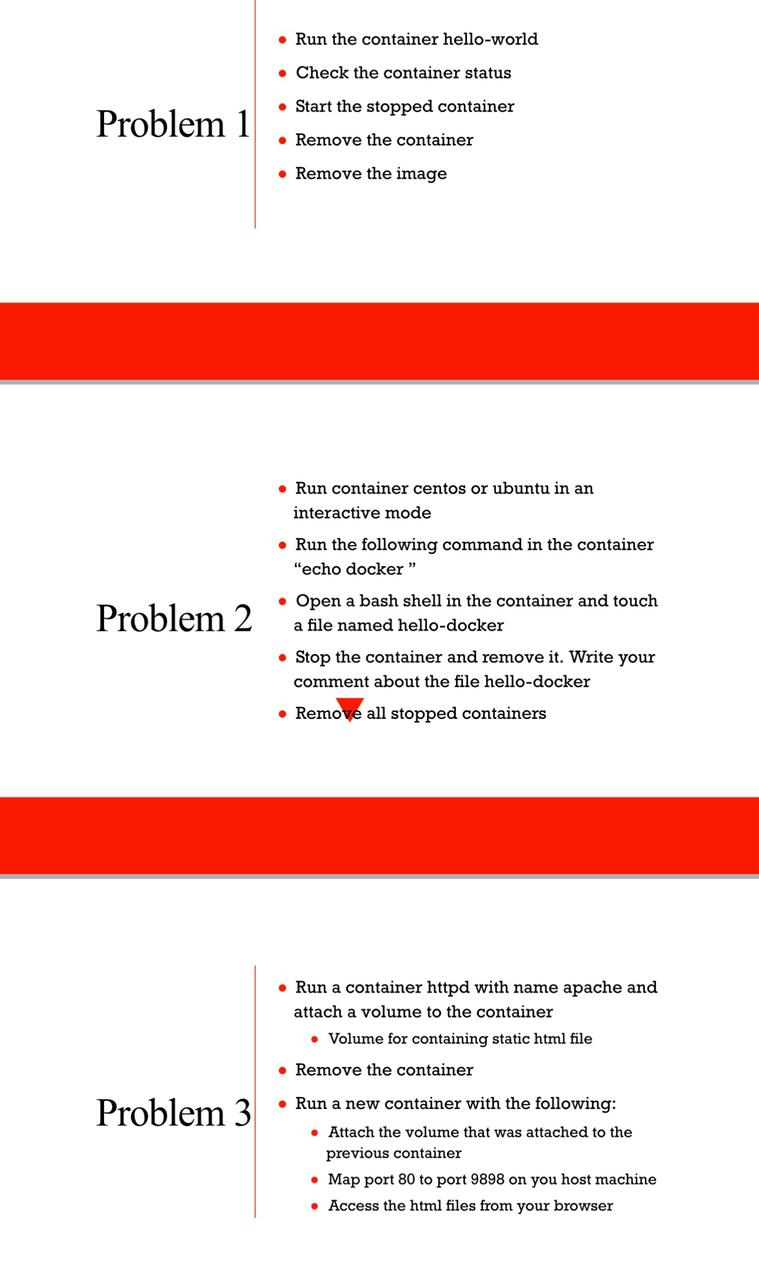 Problem 1
• Run the container hello-world
• Check the container status
• Start the stopped container
• Remove the container
• Remove the image
Problem 2
• Run container centos or ubuntu in an
interactive mode
• Run the following command in the container
“echo docker ”
• Open a bash shell in the container and touch
a file named hello-docker
• Stop the container and remove it. Write your
comment about the file hello-docker
• Remove all stopped containers
Problem 3
• Run a container httpd with name apache and
attach a volume to the container
• Volume for containing static html file
• Remove the container
• Run a new container with the following:
• Attach the volume that was attached to the
previous container
• Map port 80 to port 9898 on you host machine
• Access the html files from your browser